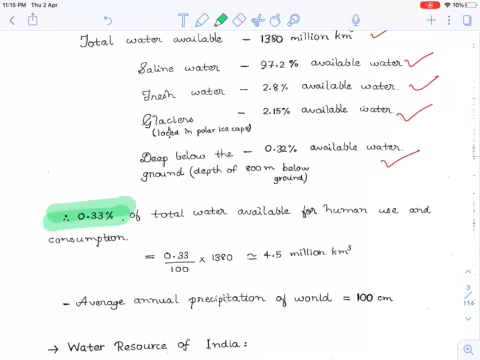 11:15 PM Thu 2 Apr
10%
Total water available – 1380 million km³
Saline water – 97.2% available water
Fresh water – 2.8% available water.
Glaciers – 2.15% available water.
(locked in polar ice caps)
Deep below the – 0.32% available water.
ground (depth of 800m below
ground)
∴ 0.33% of total water available for human use and
consumption.
= 0.33/100 x 1380 ≃ 4.5 million km³
- Average annual precipitation of world = 100 cm
→ Water Resource of India:
3
114